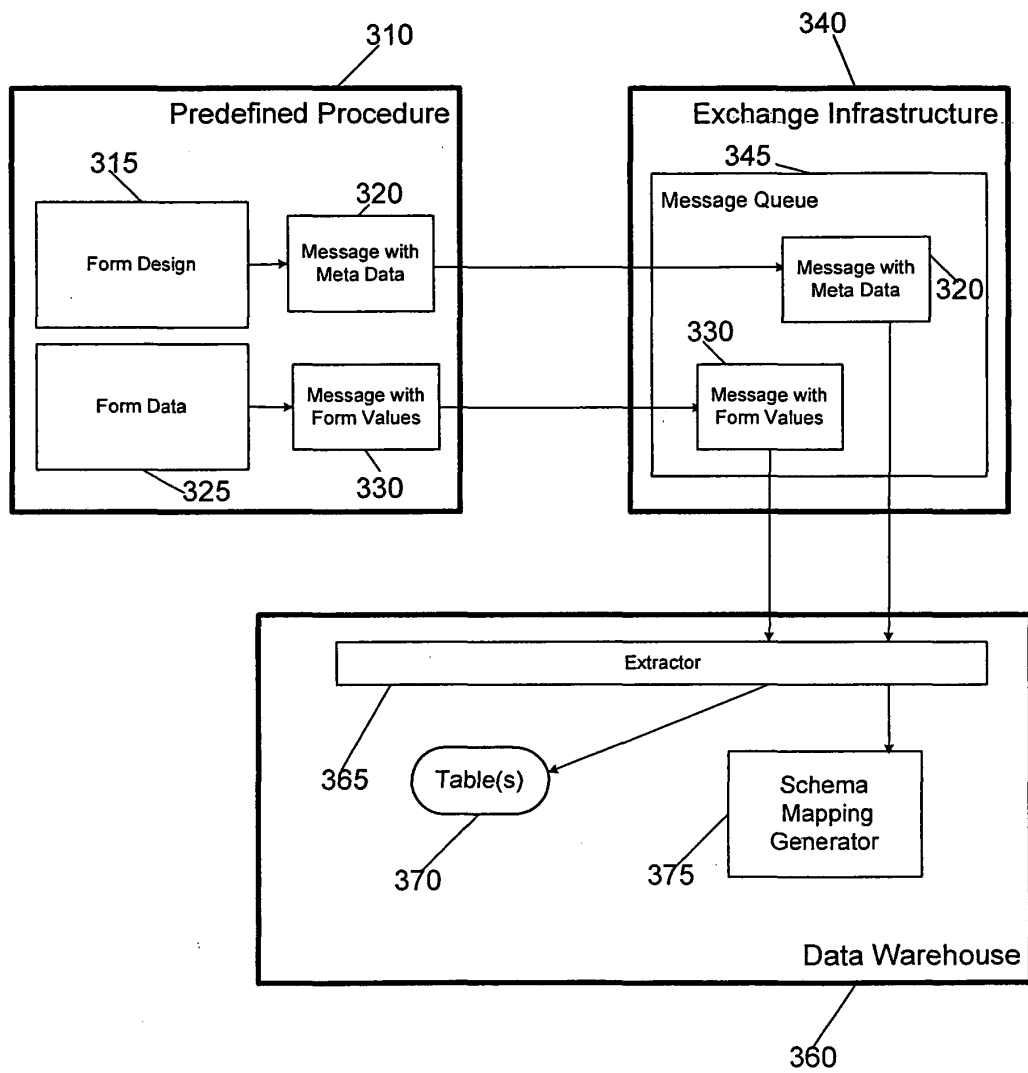 310
340
Predefined Procedure
Exchange Infrastructure
315
320
345
Message Queue
Form Design
Message with
Meta Data
Message with
Meta Data
320
330
Form Data
Message with
Form Values
Message with
Form Values
325
330
Extractor
365
Table(s)
Schema
Mapping
Generator
370
375
Data Warehouse
360